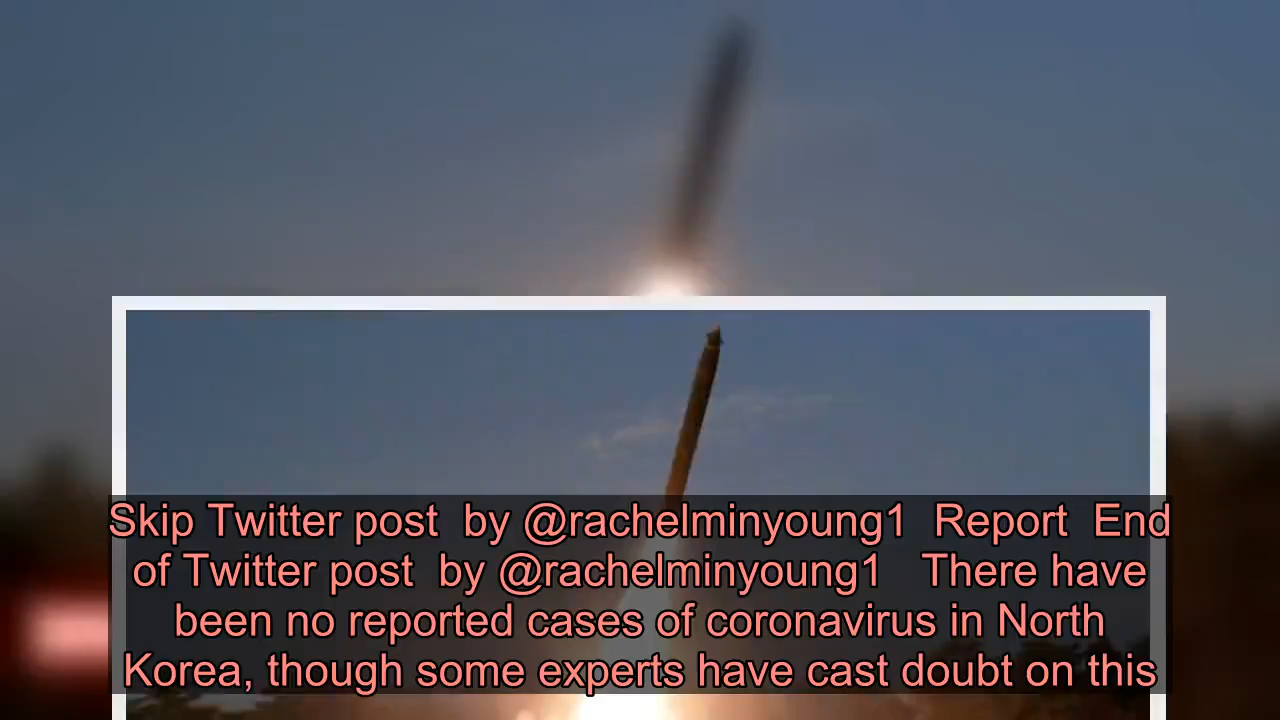 Skip Twitter post by @rachelminyoung1 Report End
of Twitter post by @rachelminyoung1 There have
been no reported cases of coronavirus in North
Korea, though some experts have cast doubt on this